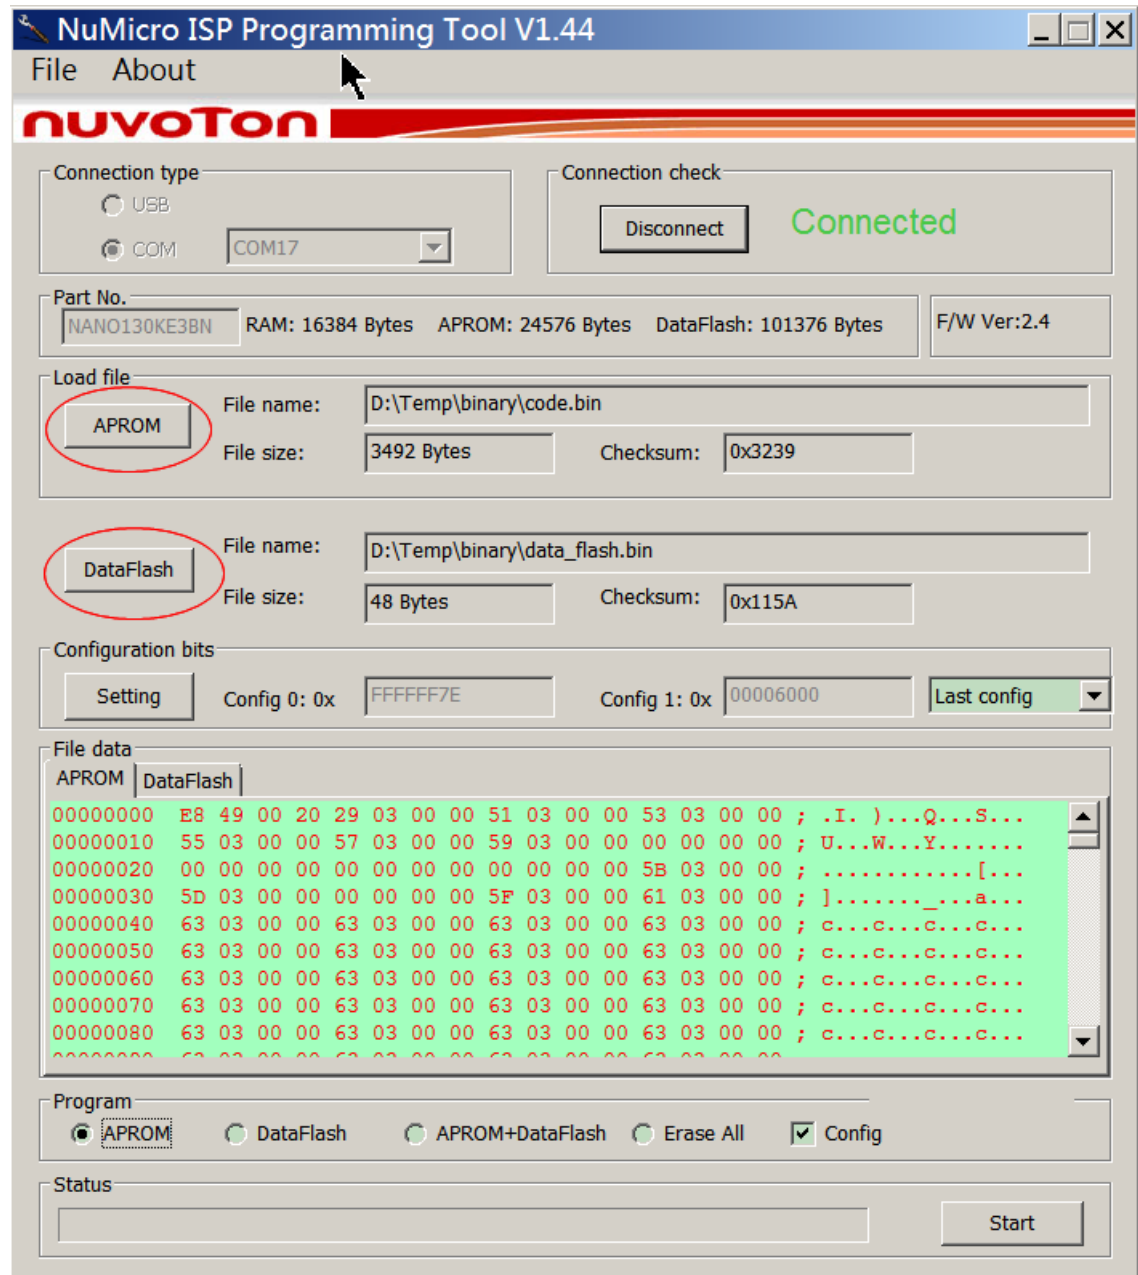 NuMicro ISP Programming Tool V1.44
File About
nuvoTon
Connection type
USB
COM COM17
Connection check
Disconnect Connected
Part No.
NANO130KE3BN RAM: 16384 Bytes APROM: 24576 Bytes DataFlash: 101376 Bytes F/W Ver:2.4
Load file
APROM File name: D:\Temp\binary\code.bin
File size: 3492 Bytes Checksum: 0x3239
DataFlash File name: D:\Temp\binary\data_flash.bin
File size: 48 Bytes Checksum: 0x115A
Configuration bits
Setting Config 0: 0x FFFFFF7E Config 1: 0x 00006000 Last config
File data
APROM DataFlash
00000000 E8 49 00 20 29 03 00 00 51 03 00 00 53 03 00 00 ; .I. )...Q...S...
00000010 55 03 00 00 57 03 00 00 59 03 00 00 00 00 00 00 ; U...W...Y.......
00000020 00 00 00 00 00 00 00 00 00 00 00 00 5B 03 00 00 ; ............[...
00000030 5D 03 00 00 00 00 00 00 5F 03 00 00 61 03 00 00 ; ]......._...a...
00000040 63 03 00 00 63 03 00 00 63 03 00 00 63 03 00 00 ; c...c...c...c...
00000050 63 03 00 00 63 03 00 00 63 03 00 00 63 03 00 00 ; c...c...c...c...
00000060 63 03 00 00 63 03 00 00 63 03 00 00 63 03 00 00 ; c...c...c...c...
00000070 63 03 00 00 63 03 00 00 63 03 00 00 63 03 00 00 ; c...c...c...c...
00000080 63 03 00 00 63 03 00 00 63 03 00 00 63 03 00 00 ; c...c...c...c...
Program
APROM DataFlash APROM+DataFlash Erase All Config
Status
Start